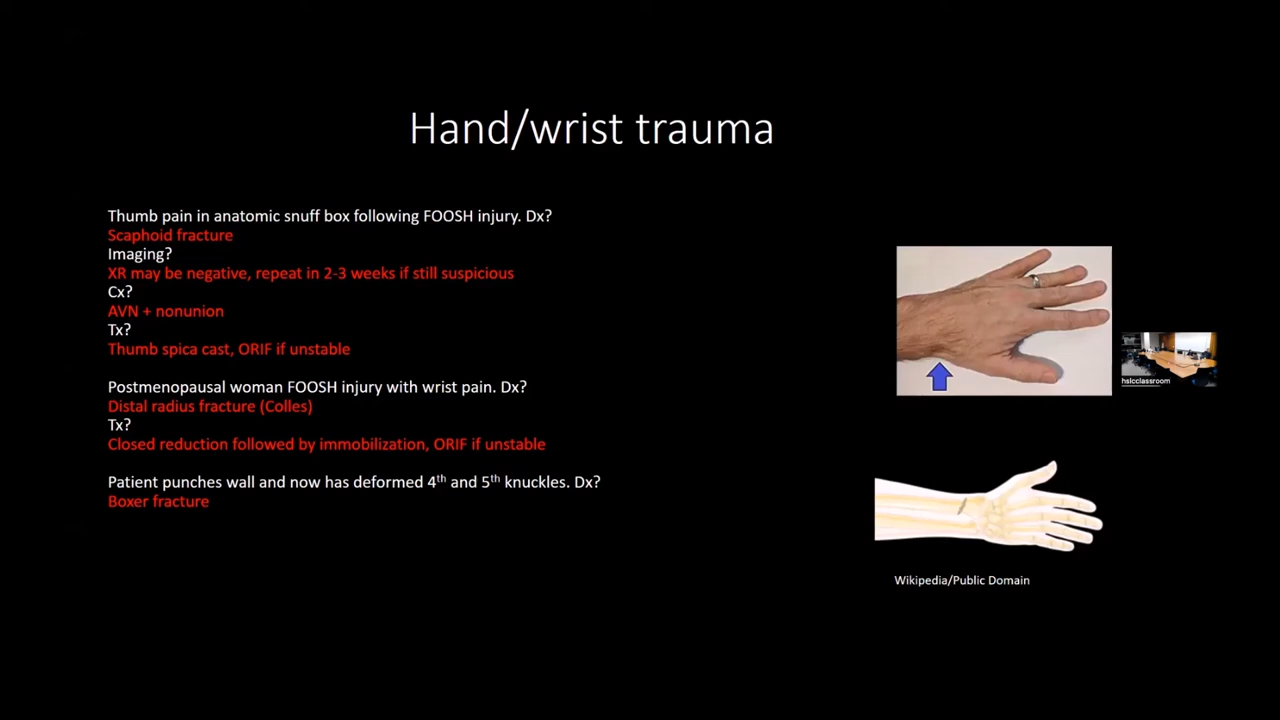 Hand/wrist trauma
Thumb pain in anatomic snuff box following FOOSH injury. Dx?
Scaphoid fracture
Imaging?
XR may be negative, repeat in 2-3 weeks if still suspicious
Cx?
AVN + nonunion
Tx?
Thumb spica cast, ORIF if unstable
Postmenopausal woman FOOSH injury with wrist pain. Dx?
Distal radius fracture (Colles)
Tx?
Closed reduction followed by immobilization, ORIF if unstable
Patient punches wall and now has deformed 4th and 5th knuckles. Dx?
Boxer fracture
hslcclassroom
Wikipedia/Public Domain